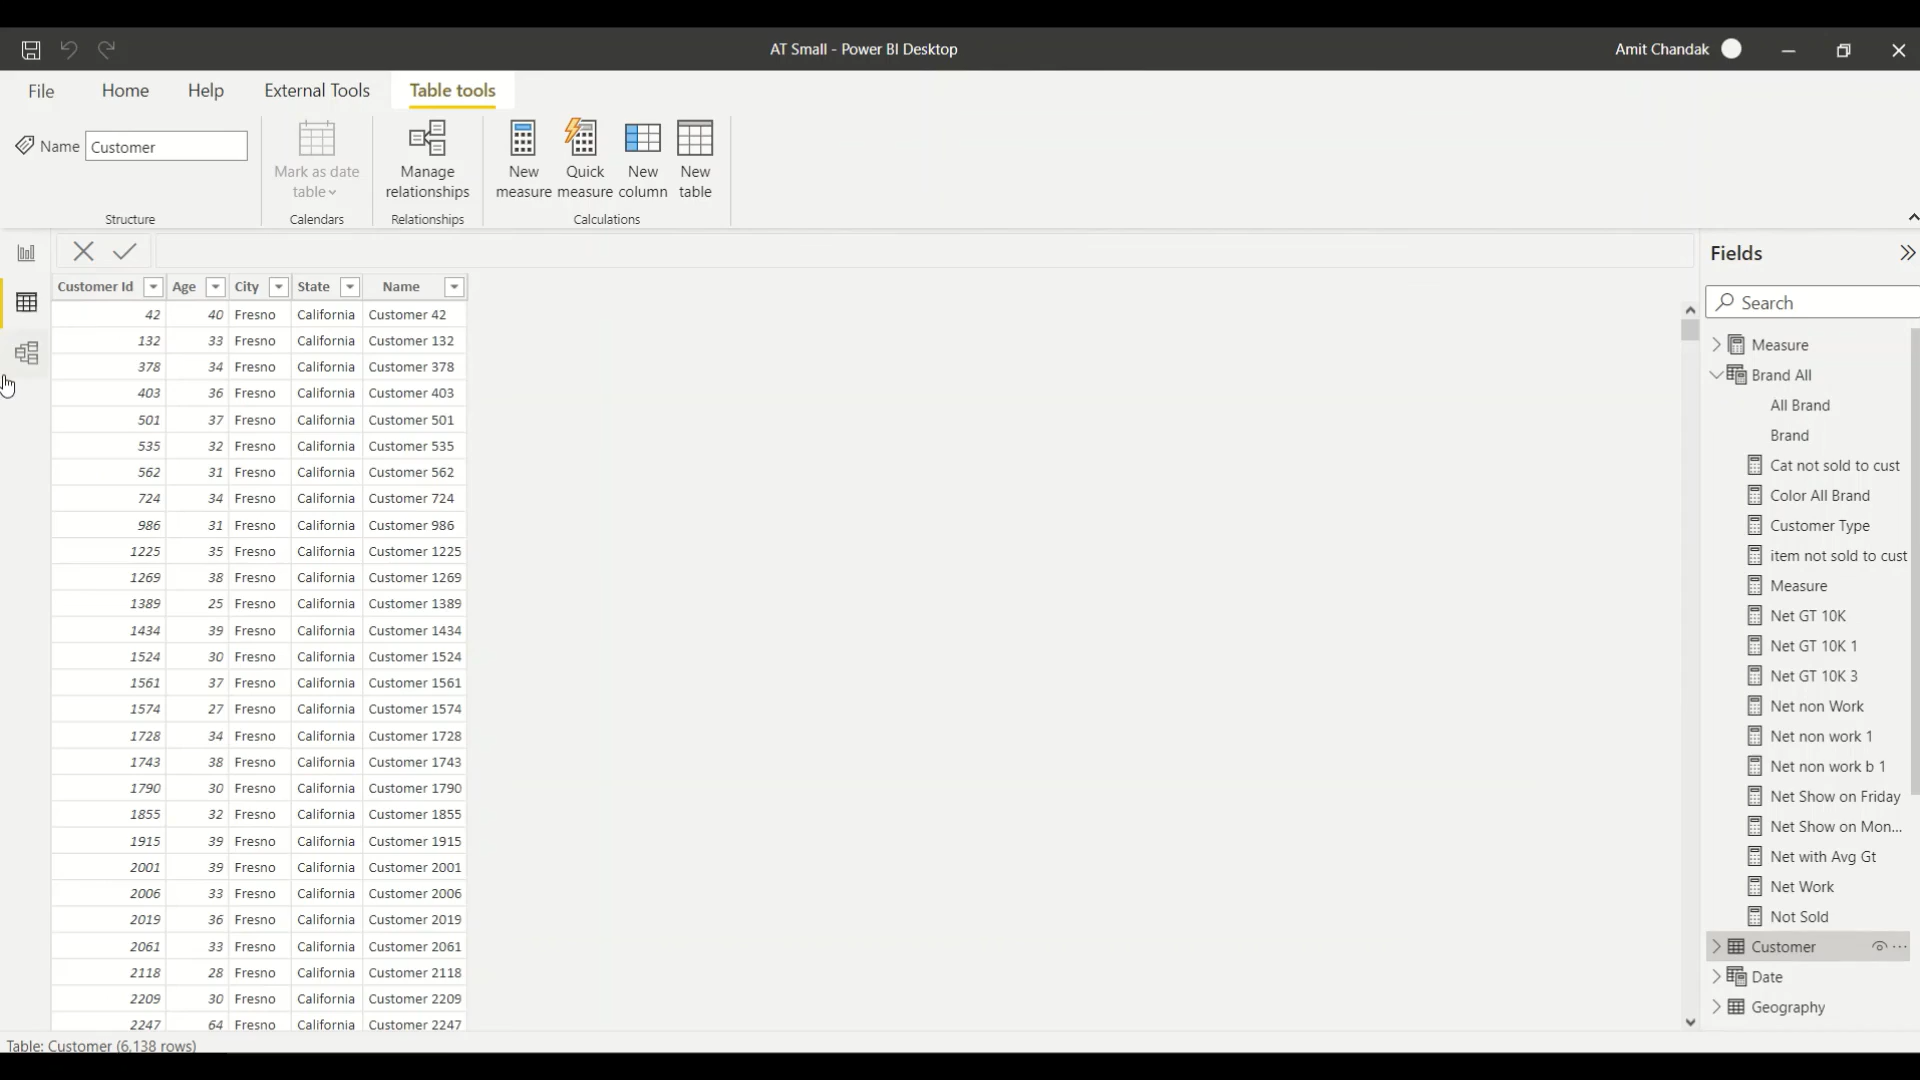 AT Small - Power BI Desktop
Amit Chandak
File Home Help External Tools Table tools
Name Customer
Mark as date table
Manage relationships
New measure
Quick measure
New column
New table
Structure Calendars Relationships Calculations
Fields
Search
Customer Id Age City State Name
42 40 Fresno California Customer 42
132 33 Fresno California Customer 132
378 34 Fresno California Customer 378
403 36 Fresno California Customer 403
501 37 Fresno California Customer 501
535 32 Fresno California Customer 535
562 31 Fresno California Customer 562
724 34 Fresno California Customer 724
986 31 Fresno California Customer 986
1225 35 Fresno California Customer 1225
1269 38 Fresno California Customer 1269
1389 25 Fresno California Customer 1389
1434 39 Fresno California Customer 1434
1524 30 Fresno California Customer 1524
1561 37 Fresno California Customer 1561
1574 27 Fresno California Customer 1574
1728 34 Fresno California Customer 1728
1743 38 Fresno California Customer 1743
1790 30 Fresno California Customer 1790
1855 32 Fresno California Customer 1855
1915 39 Fresno California Customer 1915
2001 39 Fresno California Customer 2001
2006 33 Fresno California Customer 2006
2019 36 Fresno California Customer 2019
2061 33 Fresno California Customer 2061
2118 28 Fresno California Customer 2118
2209 30 Fresno California Customer 2209
2247 64 Fresno California Customer 2247
Measure
Brand All
All Brand
Brand
Cat not sold to cust
Color All Brand
Customer Type
item not sold to cust
Measure
Net GT 10K
Net GT 10K 1
Net GT 10K 3
Net non Work
Net non work 1
Net non work b 1
Net Show on Friday
Net Show on Mon...
Net with Avg Gt
Net Work
Not Sold
Customer
Date
Geography
Table: Customer (6,138 rows)